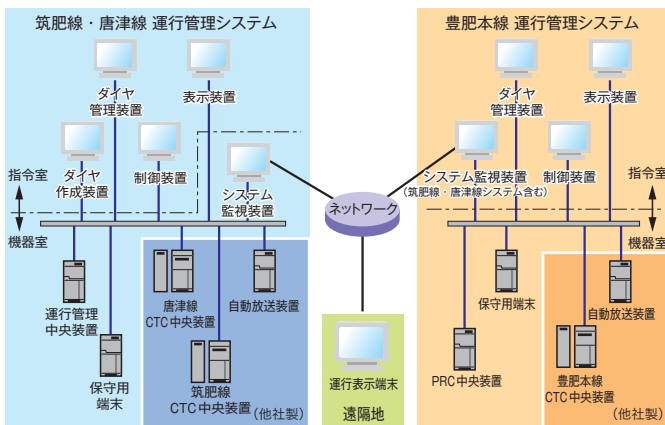 筑肥線・唐津線 運行管理システム
ダイヤ
管理装置
表示装置
ダイヤ
作成装置
制御装置
システム
監視装置
指令室
機器室
運行管理
中央装置
保守用
端末
唐津線
CTC中央装置
自動放送装置
筑肥線
CTC中央装置
(他社製)
ネットワーク
運行表示端末
遠隔地
豊肥本線 運行管理システム
ダイヤ
管理装置
表示装置
システム監視装置
(筑肥線・唐津線システム含む)
制御装置
指令室
機器室
保守用端末
自動放送装置
PRC中央装置
豊肥本線
CTC中央装置
(他社製)